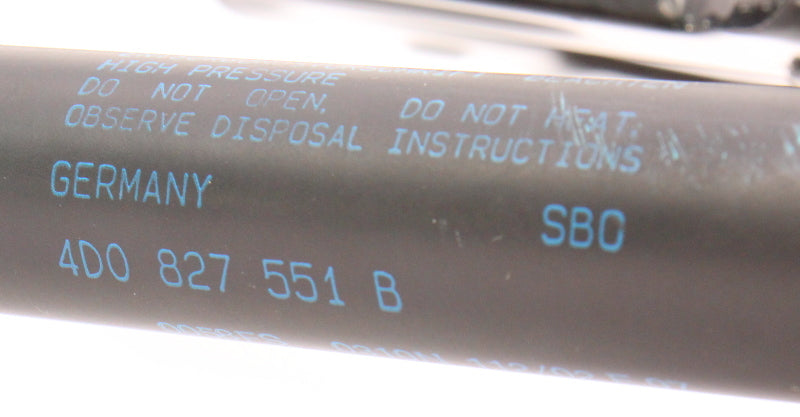 HIGH PRESSURE
DO NOT OPEN. DO NOT HEAT.
OBSERVE DISPOSAL INSTRUCTIONS
GERMANY SBO
4D0 827 551 B